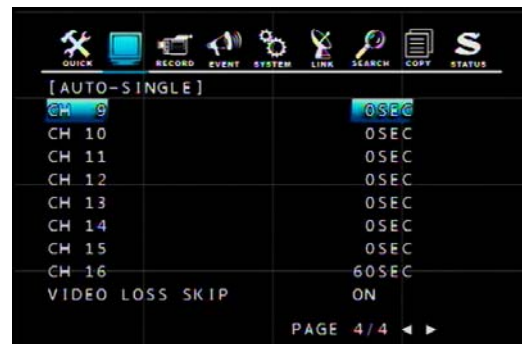 QUICK RECORD EVENT SYSTEM LINK SEARCH COPY STATUS
[AUTO-SINGLE]
CH 9 0SEC
CH 10 0SEC
CH 11 0SEC
CH 12 0SEC
CH 13 0SEC
CH 14 0SEC
CH 15 0SEC
CH 16 60SEC
VIDEO LOSS SKIP ON
PAGE 4/4 ◄ ►